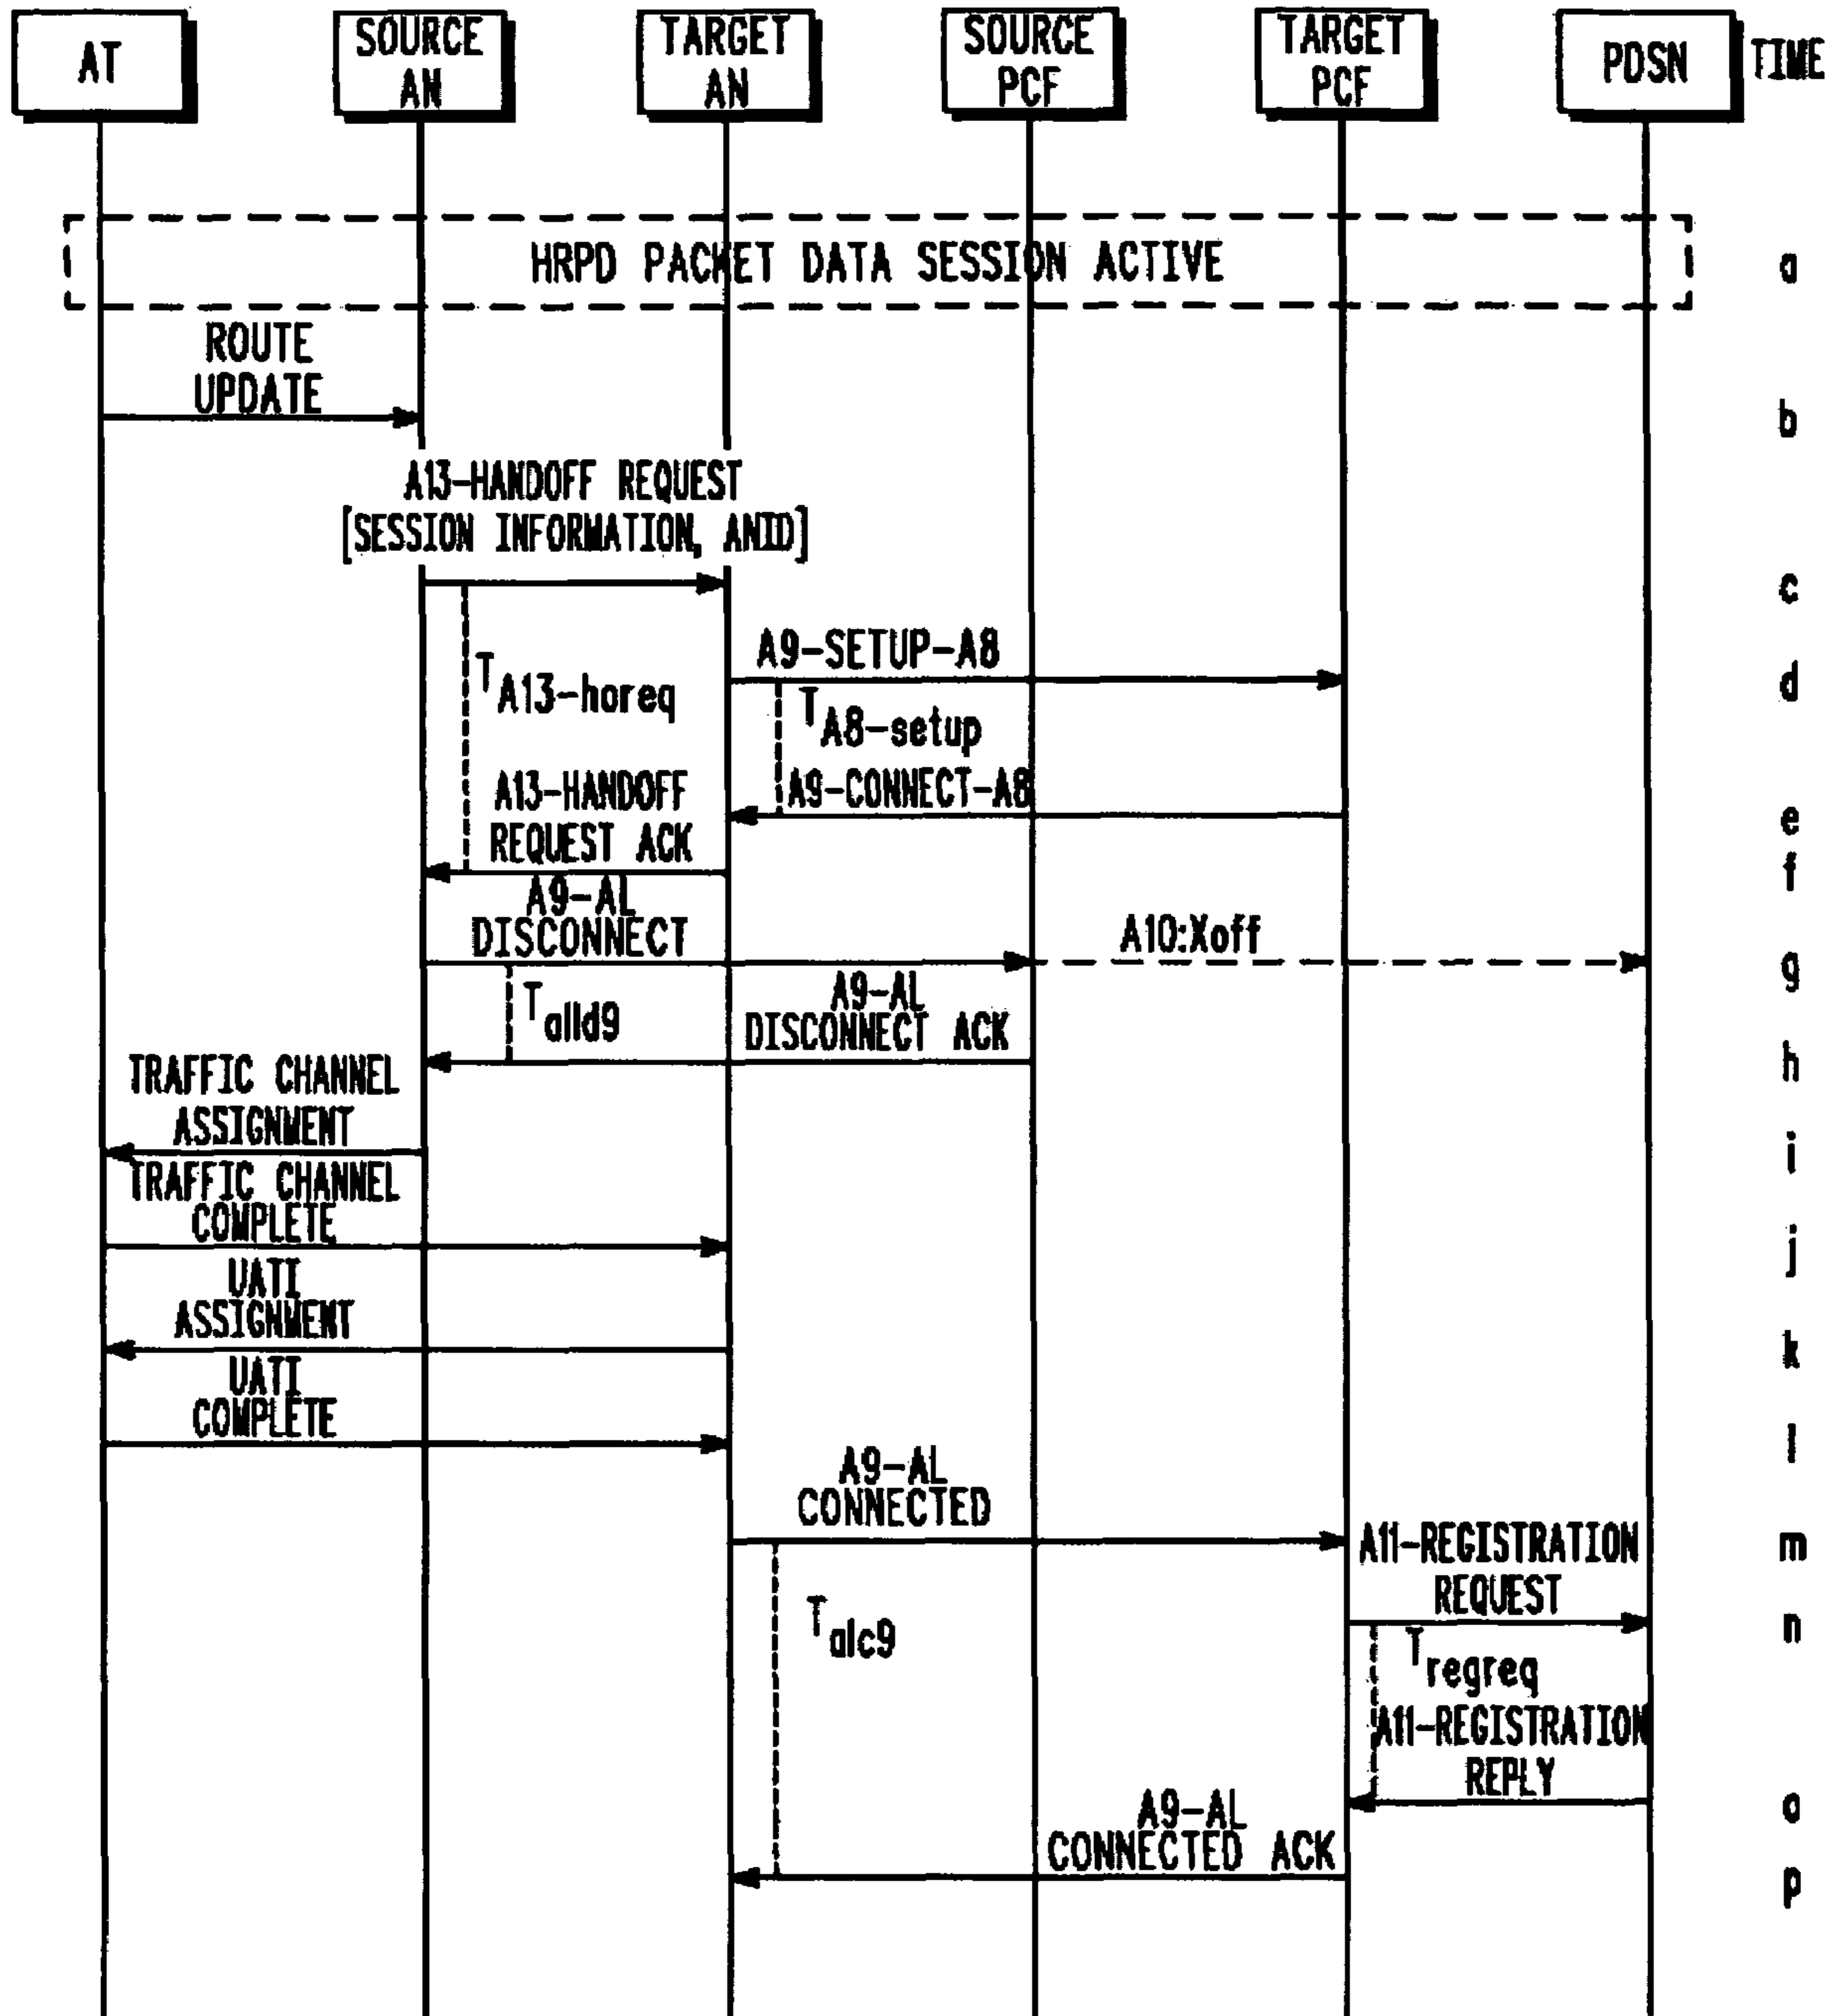 AT
SOURCE
AN
TARGET
AN
SOURCE
PCF
TARGET
PCF
PDSN
TIME
HRPD PACKET DATA SESSION ACTIVE
a
ROUTE
UPDATE
b
A13-HANDOFF REQUEST
[SESSION INFORMATION, ANID]
c
A9-SETUP-A8
d
TA13-horeq
TA8-setup
A9-CONNECT-A8
e
A13-HANDOFF
REQUEST ACK
f
A9-AL
DISCONNECT
A10:Xoff
g
Talld9
A9-AL
DISCONNECT ACK
h
TRAFFIC CHANNEL
ASSIGNMENT
i
TRAFFIC CHANNEL
COMPLETE
j
UATI
ASSIGNMENT
k
UATI
COMPLETE
l
A9-AL
CONNECTED
m
A11-REGISTRATION
REQUEST
n
Talc9
Tregreq
A11-REGISTRATION
REPLY
o
A9-AL
CONNECTED ACK
p